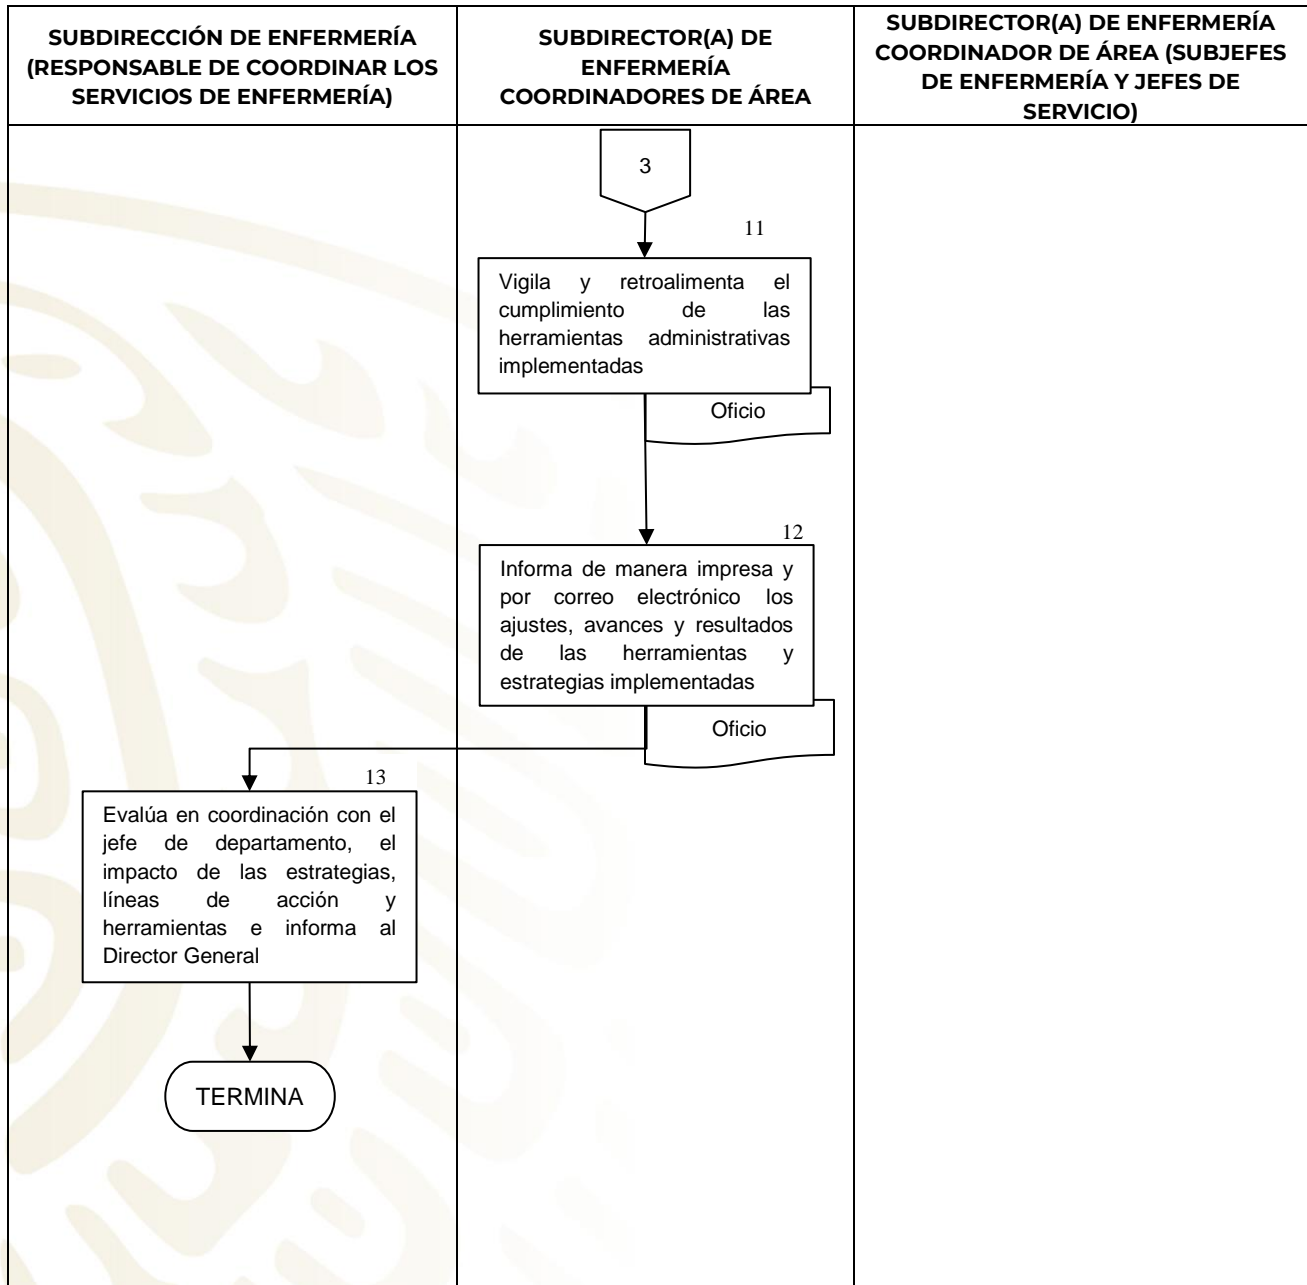 SUBDIRECCIÓN DE ENFERMERÍA
(RESPONSABLE DE COORDINAR LOS
SERVICIOS DE ENFERMERÍA)
SUBDIRECTOR(A) DE
ENFERMERÍA
COORDINADORES DE ÁREA
SUBDIRECTOR(A) DE ENFERMERÍA
COORDINADOR DE ÁREA (SUBJEFES
DE ENFERMERÍA Y JEFES DE
SERVICIO)
3
11
Vigila y retroalimenta el
cumplimiento de las
herramientas administrativas
implementadas
Oficio
12
Informa de manera impresa y
por correo electrónico los
ajustes, avances y resultados
de las herramientas y
estrategias implementadas
Oficio
13
Evalúa en coordinación con el
jefe de departamento, el
impacto de las estrategias,
líneas de acción y
herramientas e informa al
Director General
TERMINA